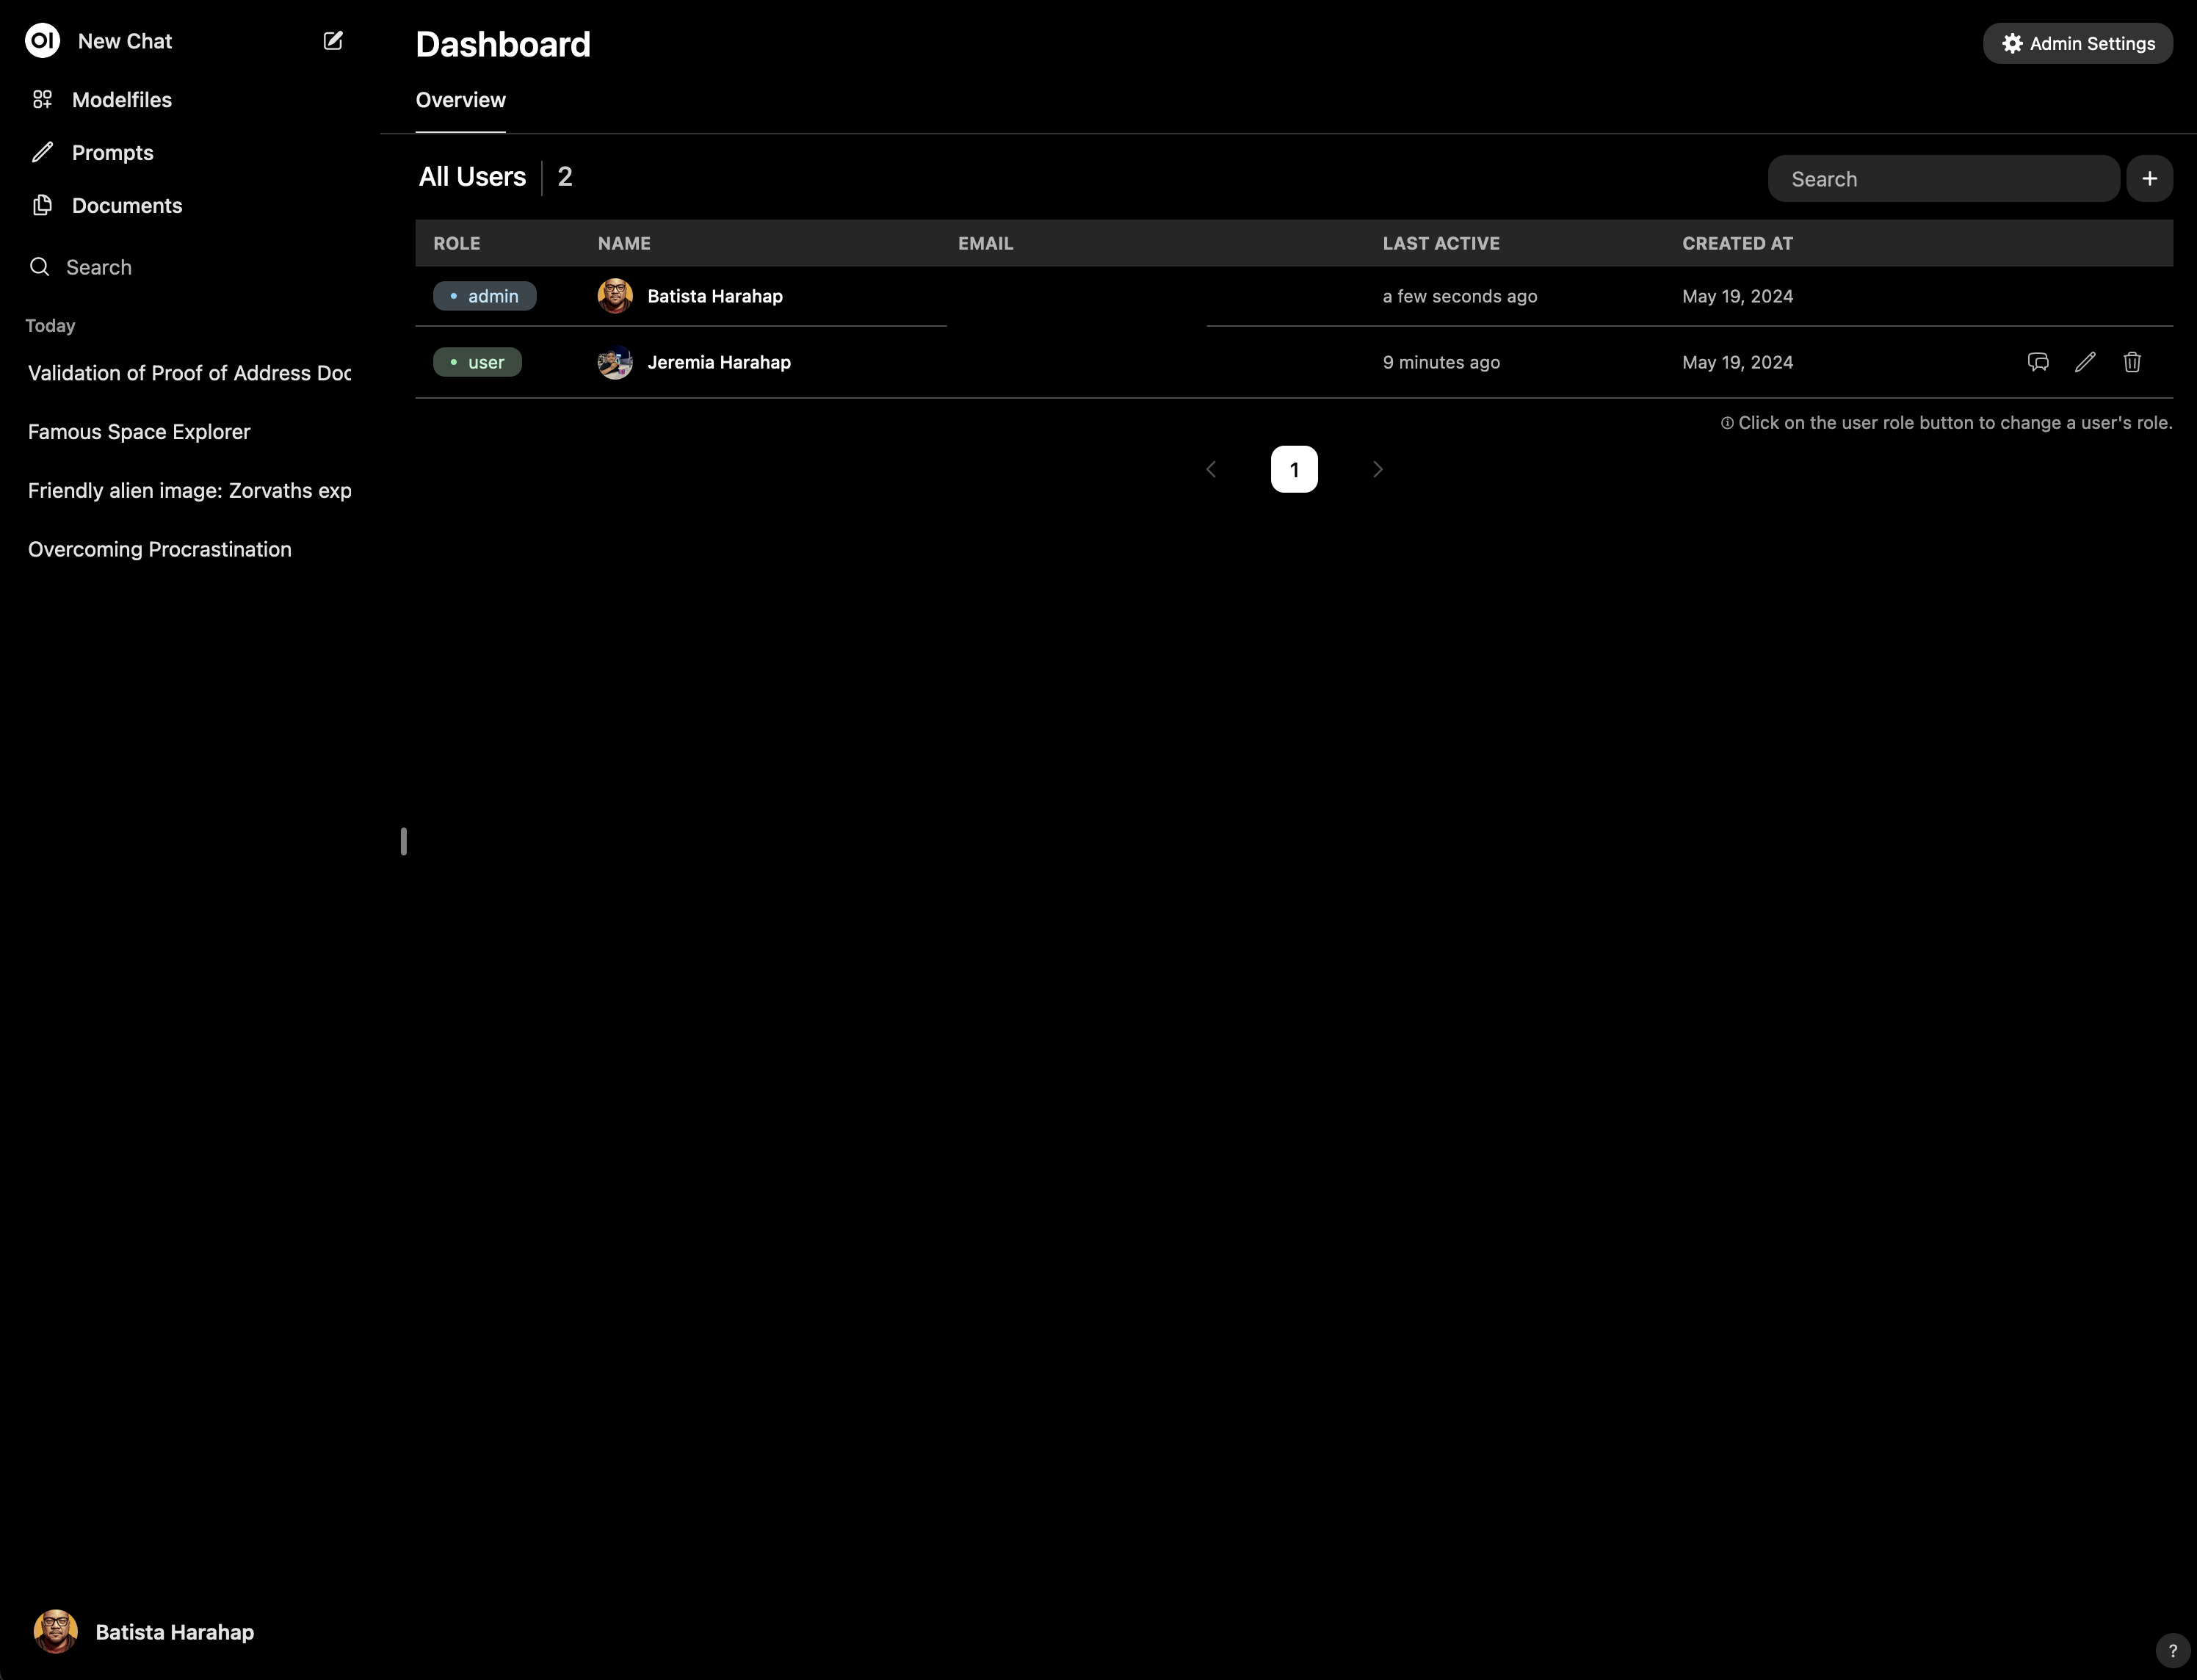 OI New Chat
Modelfiles
Prompts
Documents
Search
Today
Validation of Proof of Address Doc
Famous Space Explorer
Friendly alien image: Zorvaths exp
Overcoming Procrastination
Batista Harahap
Dashboard
Admin Settings
Overview
All Users 2
Search
ROLE NAME EMAIL LAST ACTIVE CREATED AT
admin Batista Harahap a few seconds ago May 19, 2024
user Jeremia Harahap 9 minutes ago May 19, 2024
Click on the user role button to change a user's role.
1
?